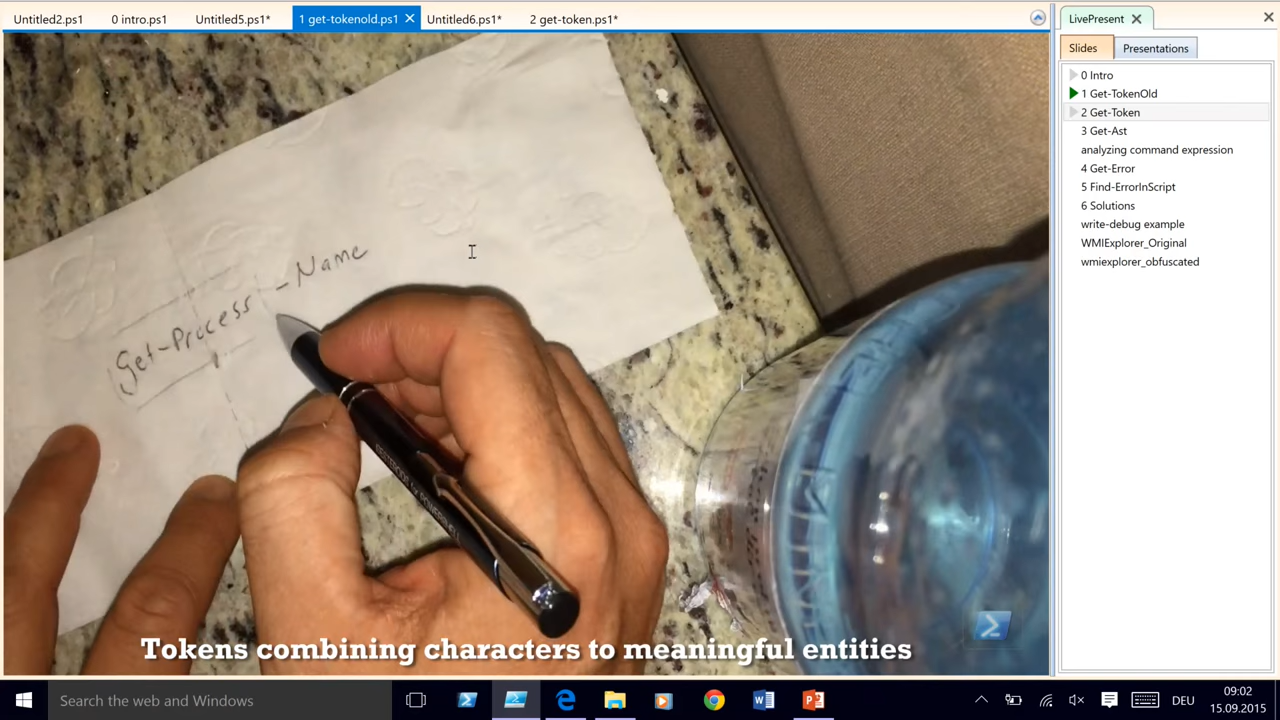 Untitled2.ps1 0 intro.ps1 Untitled5.ps1* 1 get-tokenold.ps1 Untitled6.ps1* 2 get-token.ps1*
LivePresent
Slides Presentations
0 Intro
1 Get-TokenOld
2 Get-Token
3 Get-Ast
analyzing command expression
4 Get-Error
5 Find-ErrorInScript
6 Solutions
write-debug example
WMIExplorer_Original
wmiexplorer_obfuscated
Get-Process -Name
Tokens combining characters to meaningful entities
Search the web and Windows
DEU
09:02
15.09.2015